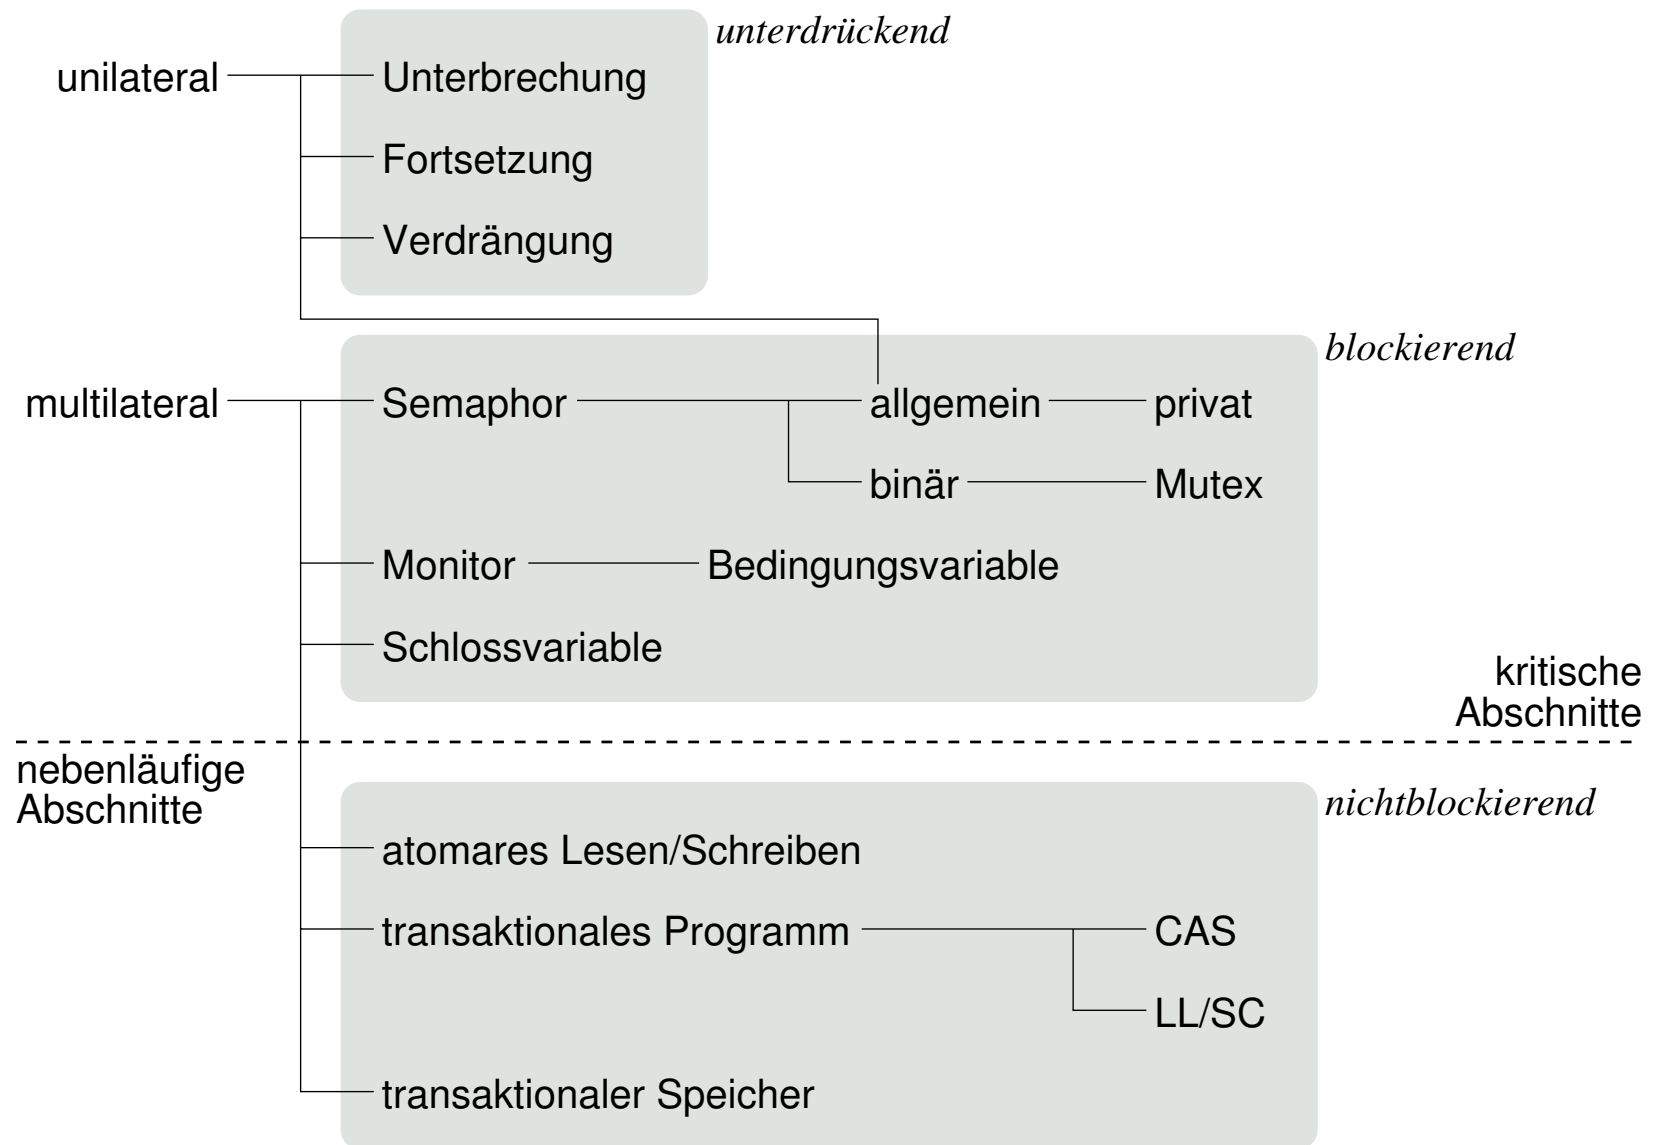 unterdrückend
unilateral Unterbrechung
Fortsetzung
Verdrängung
blockierend
multilateral Semaphor allgemein privat
binär Mutex
Monitor Bedingungsvariable
Schlossvariable
kritische
Abschnitte
nebenläufige
Abschnitte
nichtblockierend
atomares Lesen/Schreiben
transaktionales Programm CAS
LL/SC
transaktionaler Speicher